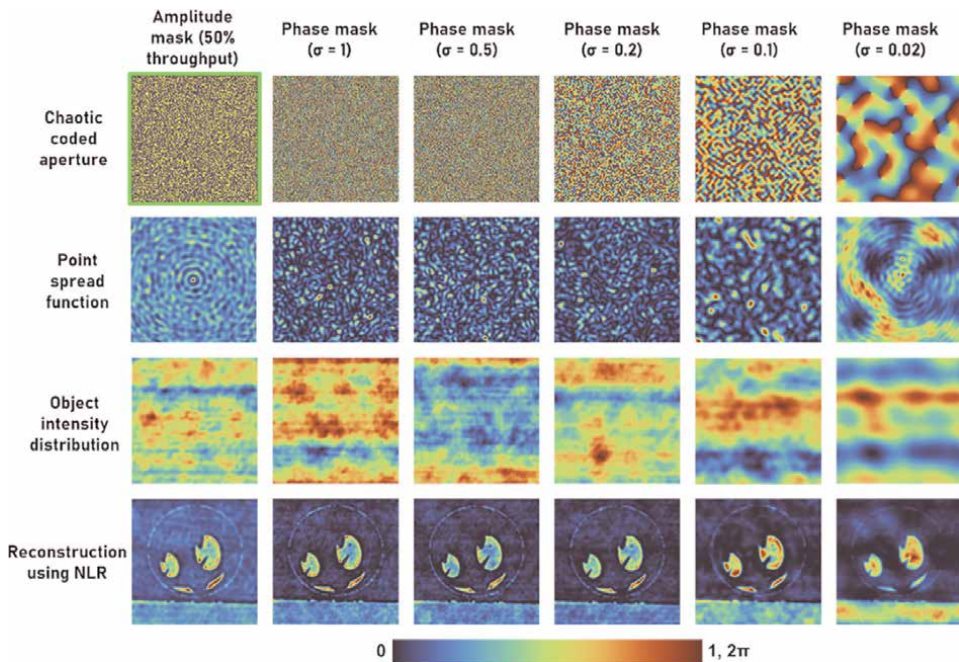 Amplitude
mask (50%
throughput)
Phase mask
(σ = 1)
Phase mask
(σ = 0.5)
Phase mask
(σ = 0.2)
Phase mask
(σ = 0.1)
Phase mask
(σ = 0.02)
Chaotic
coded
aperture
Point
spread
function
Object
intensity
distribution
Reconstruction
using NLR
0
1, 2π